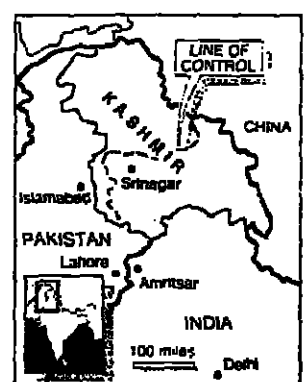 LINE OF
CONTROL
KASHMIR
CHINA
Srinagar
Islamabad
PAKISTAN
Lahore
Amritsar
INDIA
100 miles
Delhi